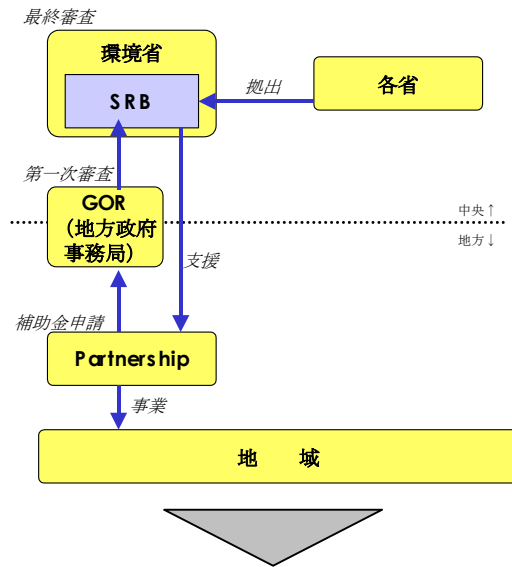 最終審査
環境省
SRB
拠出
各省
第一次審査
GOR
（地方政府
事務局）
中央↑
地方↓
支援
補助金申請
Partnership
事業
地　域